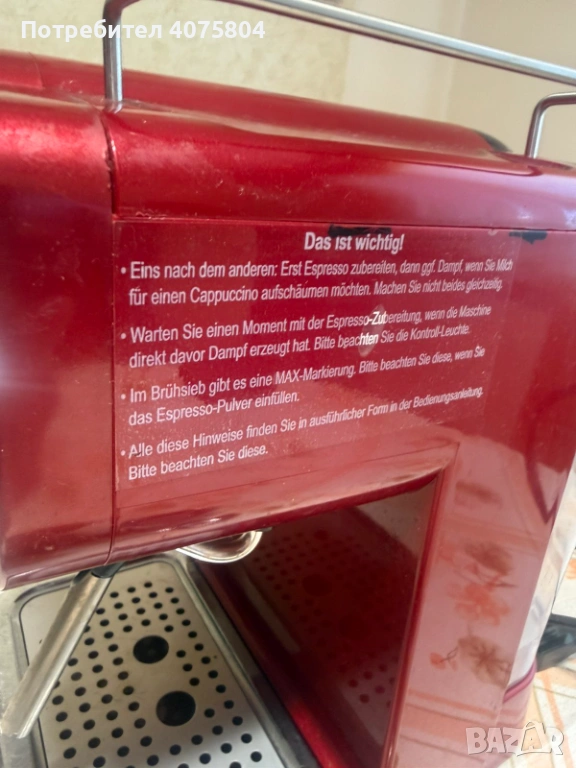 Потребител 4075804
Das ist wichtig!
• Eins nach dem anderen: Erst Espresso zubereiten, dann ggf. Dampf, wenn Sie Milch
für einen Cappuccino aufschäumen möchten. Machen Sie nicht beides gleichzeilig.
• Warten Sie einen Moment mit der Espresso-Zubereitung, wenn die Maschine
direkt davor Dampf erzeugt hat. Bitte beachten Sie die Kontroll-Leuchte.
• Im Brühsieb gibt es eine MAX-Markierung. Bitte beachten Sie diese, wenn Sie
das Espresso-Pulver einfüllen.
• Alle diese Hinweise finden Sie in ausführlicher Form in der Bedienungsanleitung.
Bitte beachten Sie diese.
BAZAR